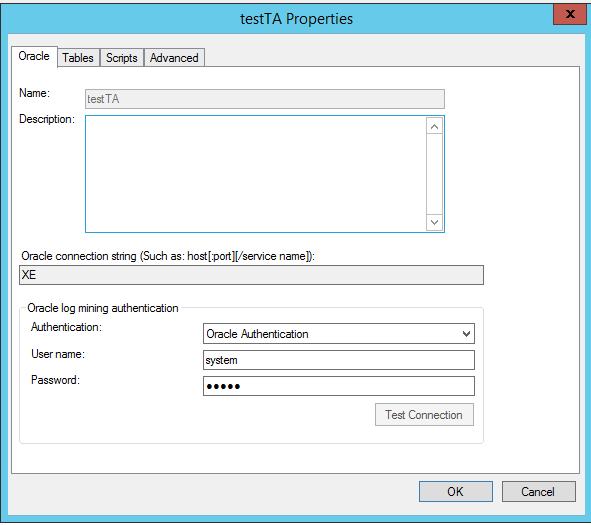 testTA Properties
x
Oracle Tables Scripts Advanced
Name: testTA
Description:
Oracle connection string (Such as: host[:port][/service name]):
XE
Oracle log mining authentication
Authentication: Oracle Authentication
User name: system
Password: •••••
Test Connection
OK Cancel